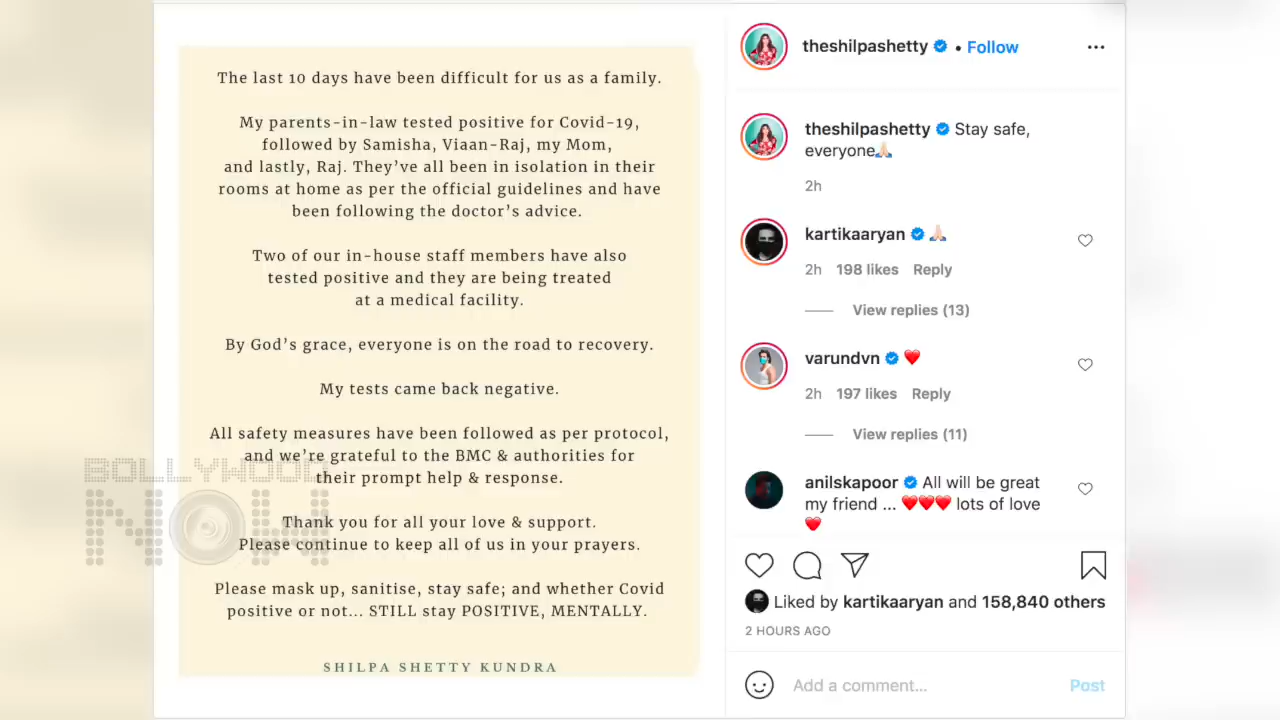 The last 10 days have been difficult for us as a family.
My parents-in-law tested positive for Covid-19,
followed by Samisha, Viaan-Raj, my Mom,
and lastly, Raj. They've all been in isolation in their
rooms at home as per the official guidelines and have
been following the doctor's advice.
Two of our in-house staff members have also
tested positive and they are being treated
at a medical facility.
By God's grace, everyone is on the road to recovery.
My tests came back negative.
All safety measures have been followed as per protocol,
and we're grateful to the BMC & authorities for
their prompt help & response.
Thank you for all your love & support.
Please continue to keep all of us in your prayers.
Please mask up, sanitise, stay safe; and whether Covid
positive or not... STILL stay POSITIVE, MENTALLY.
SHILPA SHETTY KUNDRA
BOLLYWOOD
NOW
theshilpashetty • Follow
theshilpashetty Stay safe,
everyone🙏🏻
2h
kartikaaryan 🙏🏻
2h 198 likes Reply
View replies (13)
varundvn ❤️
2h 197 likes Reply
View replies (11)
anilskapoor All will be great
my friend ... ❤️❤️❤️ lots of love
❤️
Liked by kartikaaryan and 158,840 others
2 HOURS AGO
Add a comment...
Post